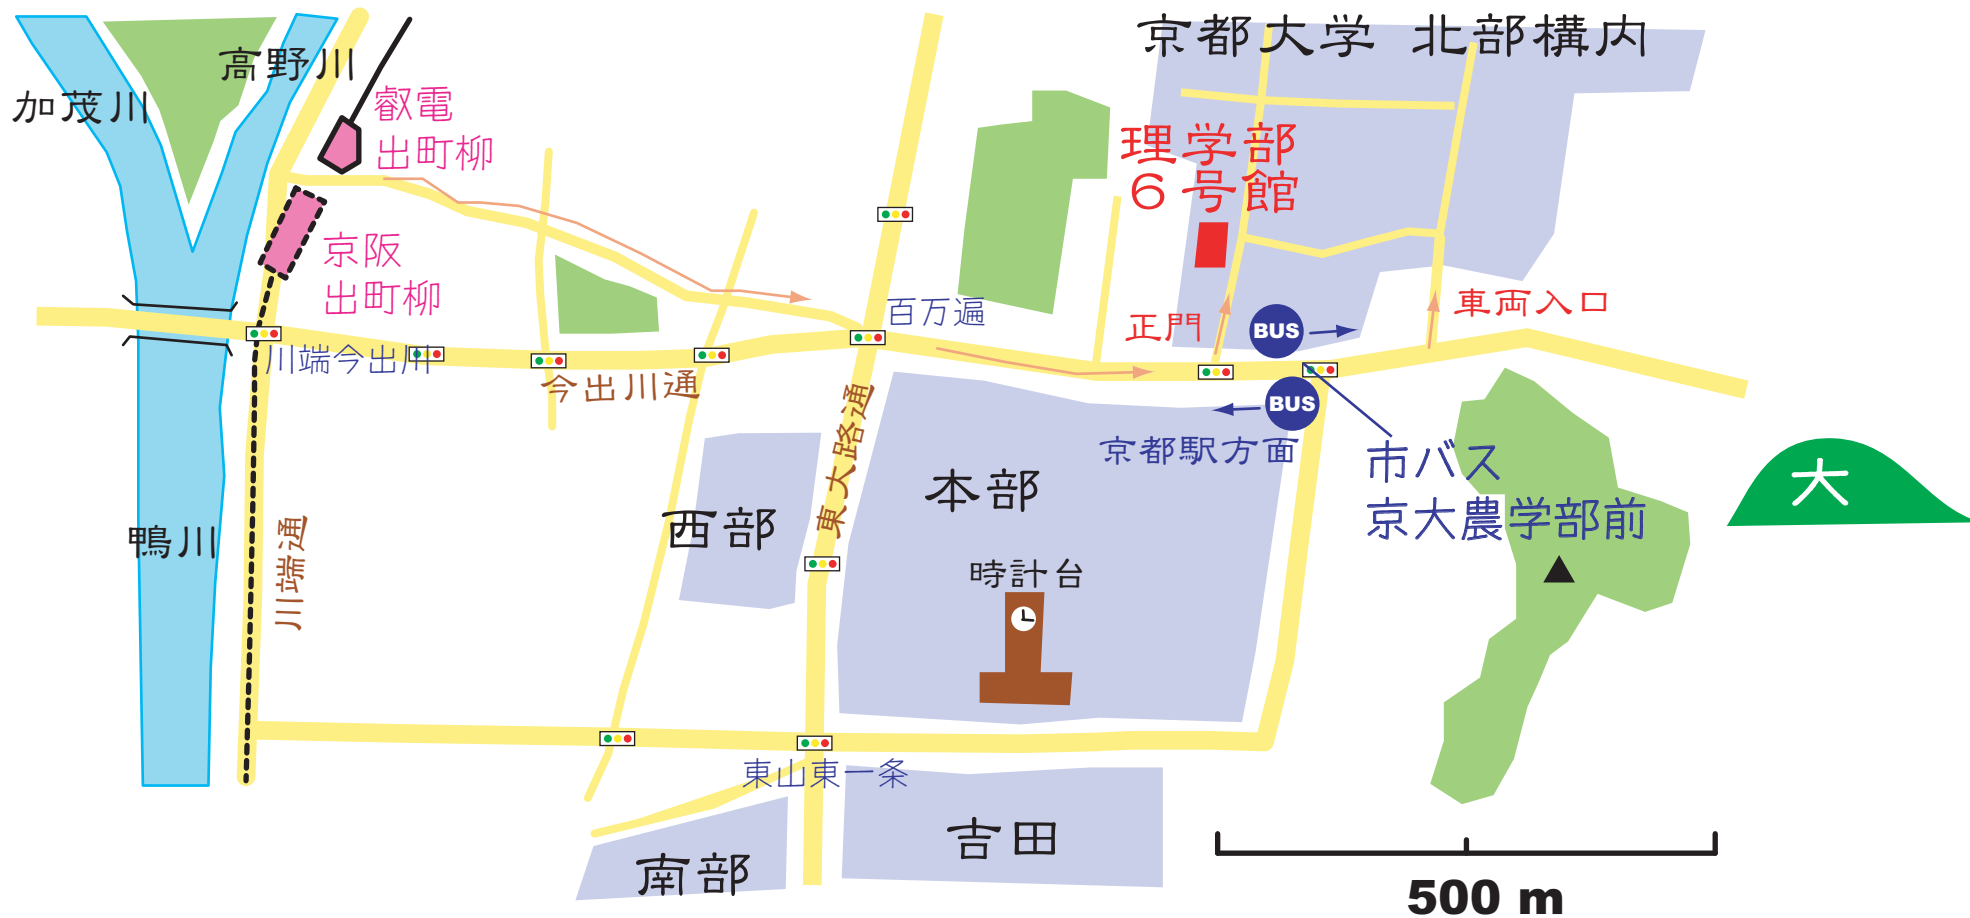 京都大学 北部構内
高野川
加茂川
叡電
出町柳
理学部
6号館
京阪
出町柳
百万遍
正門
BUS
車両入口
川端今出川
今出川通
BUS
東大路通
京都駅方面
市バス
京大農学部前
大
本部
西部
鴨川
川端通
時計台
東山東一条
吉田
南部
500 m